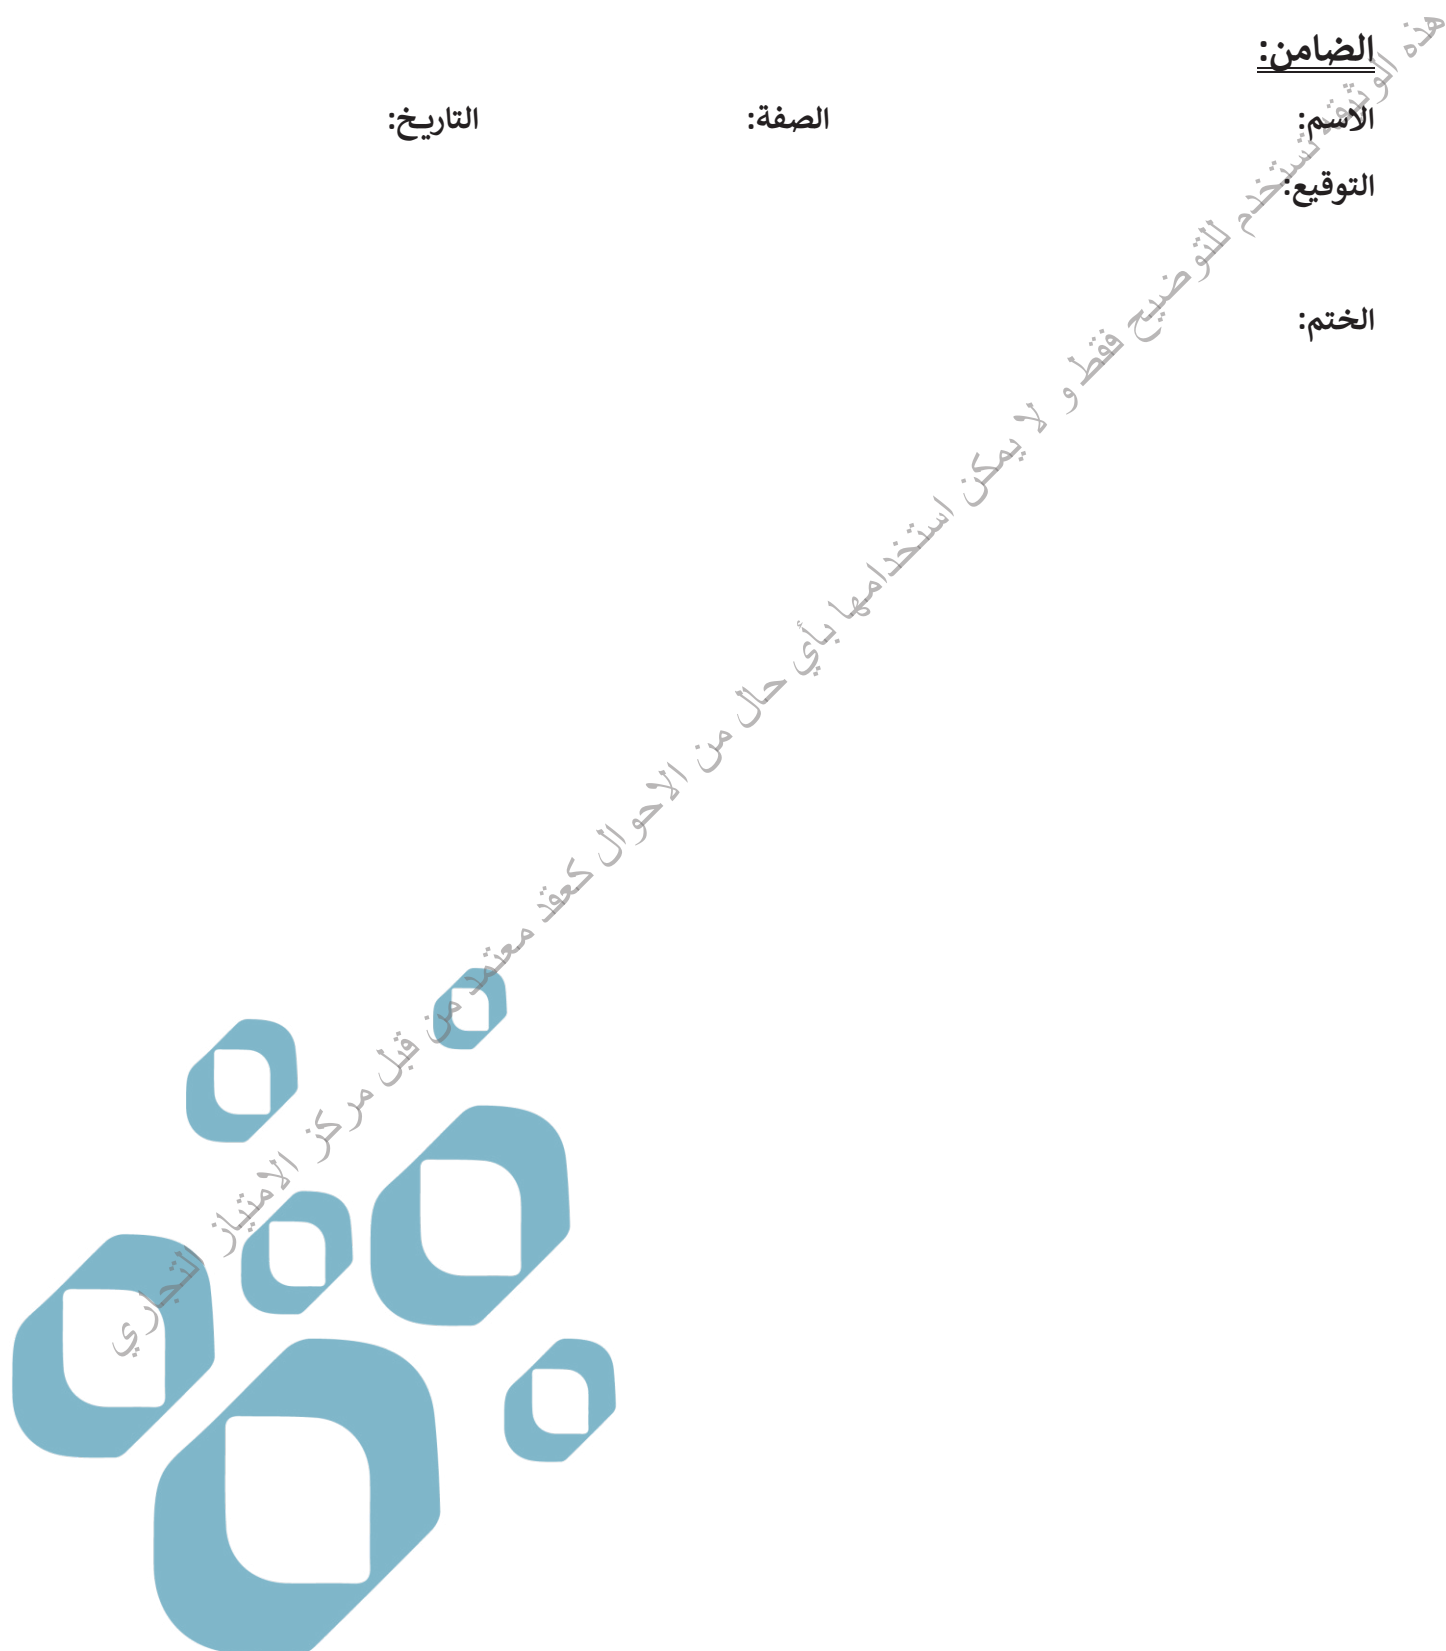 الضامن:
الاسم: الصفة: التاريخ:
التوقيع:
الختم:
هذه الوثيقة تستخدم للتوضيح فقط و لا يمكن استخدامها بأي حال من الاحوال كعقد معتمد من قبل مركز الامتياز التجاري